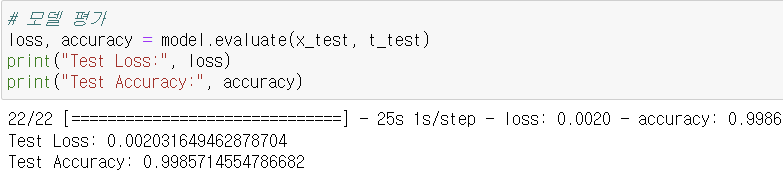 # 모델 평가
loss, accuracy = model.evaluate(x_test, t_test)
print("Test Loss:", loss)
print("Test Accuracy:", accuracy)
22/22 [==============================] - 25s 1s/step - loss: 0.0020 - accuracy: 0.9986
Test Loss: 0.002031649462878704
Test Accuracy: 0.9985714554786682